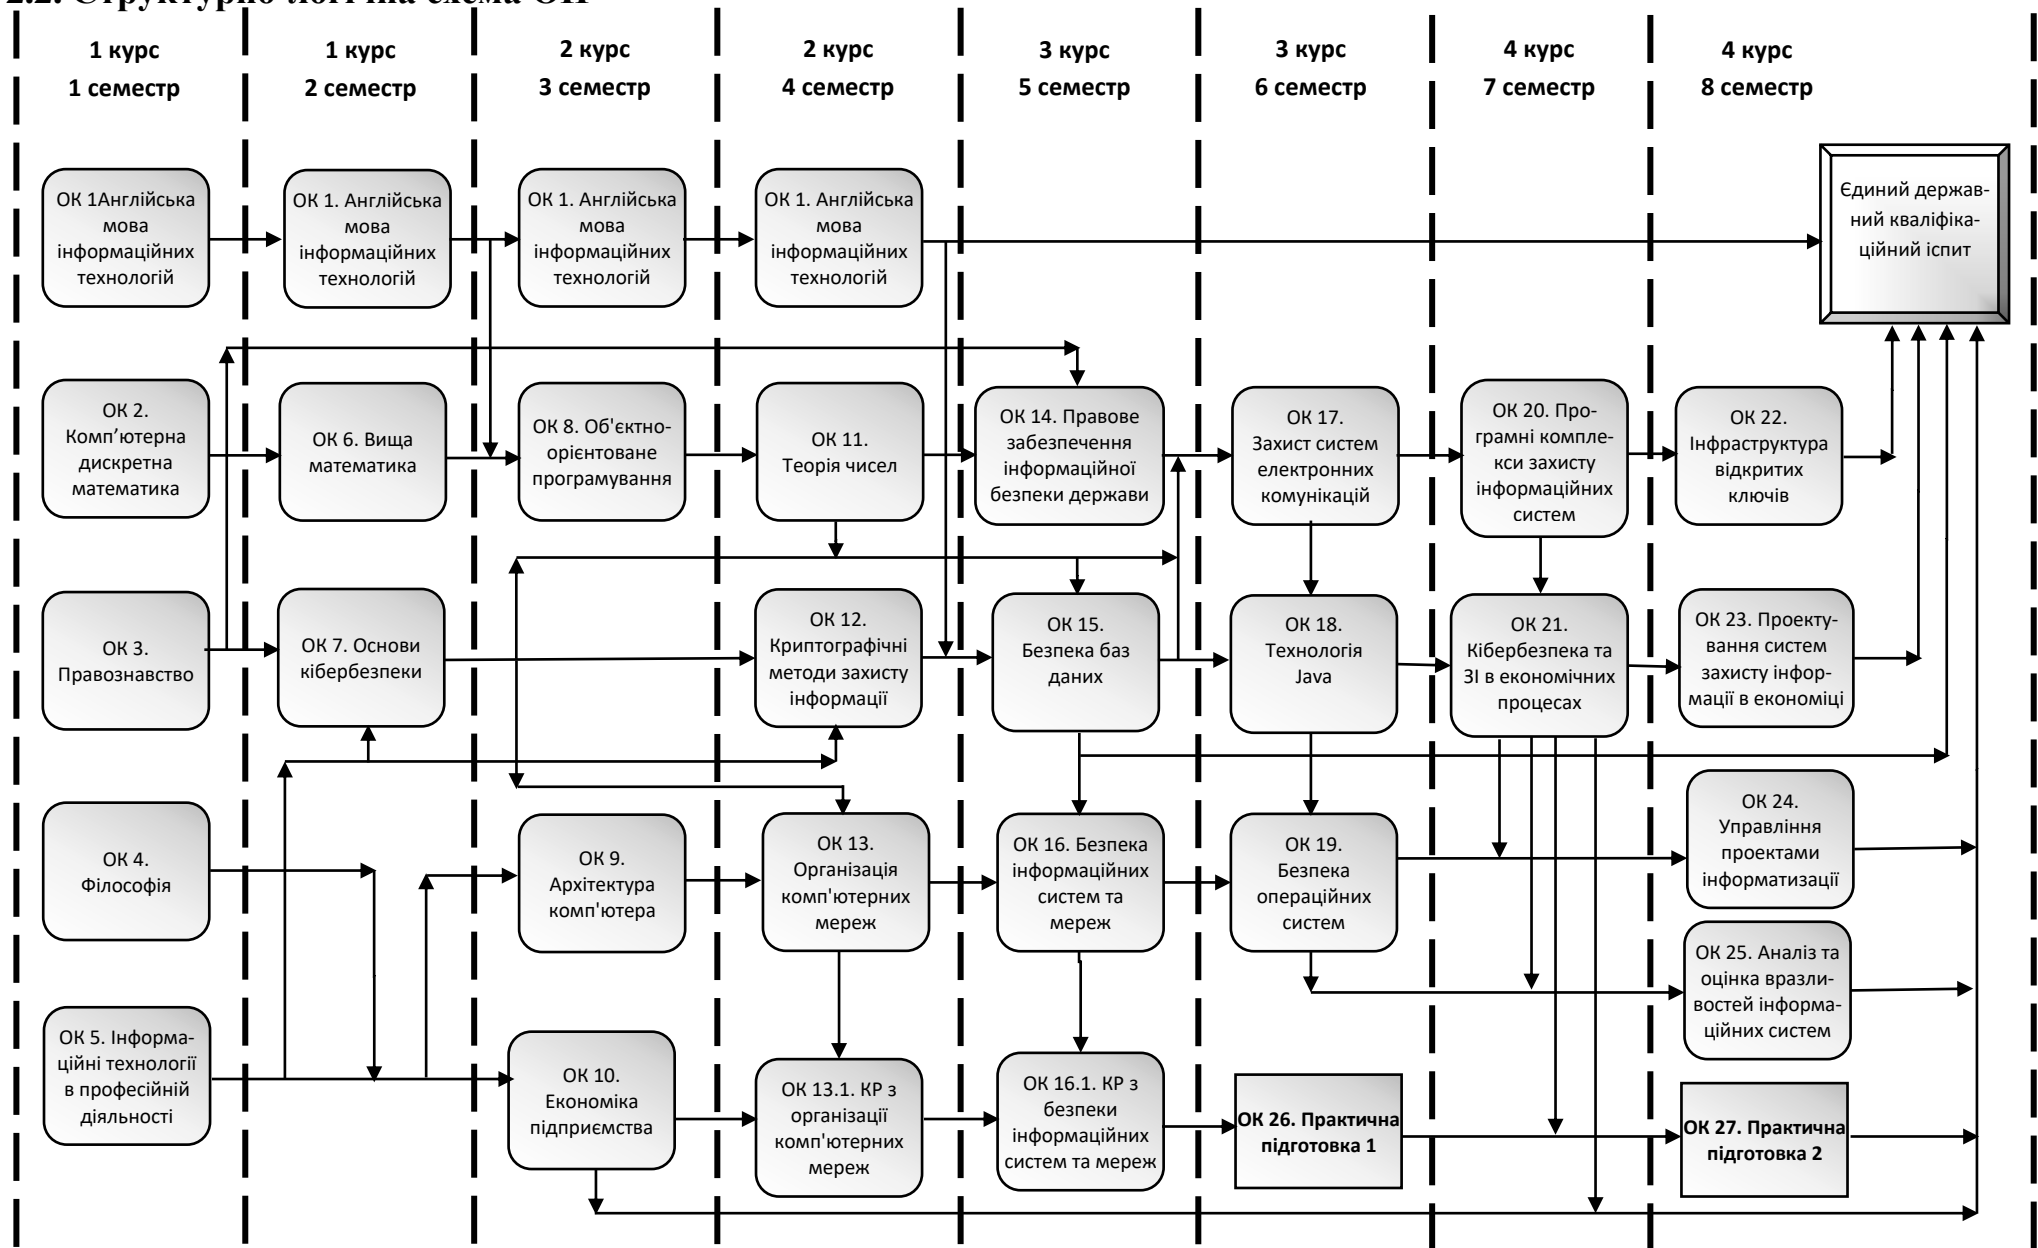 2.2. Структурно-логічна схема ОП
1 курс
1 семестр
1 курс
2 семестр
2 курс
3 семестр
2 курс
4 семестр
3 курс
5 семестр
3 курс
6 семестр
4 курс
7 семестр
4 курс
8 семестр
ОК 1Англійська
мова
інформаційних
технологій
ОК 1. Англійська
мова
інформаційних
технологій
ОК 1. Англійська
мова
інформаційних
технологій
ОК 1. Англійська
мова
інформаційних
технологій
Єдиний держав-
ний кваліфіка-
ційний іспит
ОК 2.
Комп’ютерна
дискретна
математика
ОК 6. Вища
математика
ОК 8. Об'єктно-
орієнтоване
програмування
ОК 11.
Теорія чисел
ОК 14. Правове
забезпечення
інформаційної
безпеки держави
ОК 17.
Захист систем
електронних
комунікацій
ОК 20. Про-
грамні компле-
кси захисту
інформаційних
систем
ОК 22.
Інфраструктура
відкритих
ключів
ОК 3.
Правознавство
ОК 7. Основи
кібербезпеки
ОК 12.
Криптографічні
методи захисту
інформації
ОК 15.
Безпека баз
даних
ОК 18.
Технологія
Java
ОК 21.
Кібербезпека та
ЗІ в економічних
процесах
ОК 23. Проекту-
вання систем
захисту інфор-
мації в економіці
ОК 4.
Філософія
ОК 9.
Архітектура
комп'ютера
ОК 13.
Організація
комп'ютерних
мереж
ОК 16. Безпека
інформаційних
систем та
мереж
ОК 19.
Безпека
операційних
систем
ОК 24.
Управління
проектами
інформатизації
ОК 25. Аналіз та
оцінка вразли-
востей інформа-
ційних систем
ОК 5. Інформа-
ційні технології
в професійній
діяльності
ОК 10.
Економіка
підприємства
ОК 13.1. КР з
організації
комп'ютерних
мереж
ОК 16.1. КР з
безпеки
інформаційних
систем та мереж
ОК 26. Практична
підготовка 1
ОК 27. Практична
підготовка 2